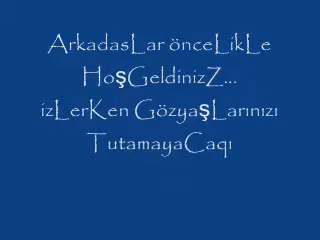 ArkadasLar önceLikLe
HoşGeldinizZ...
izLerKen GözyaşLarınızı
TutamayaCaqı